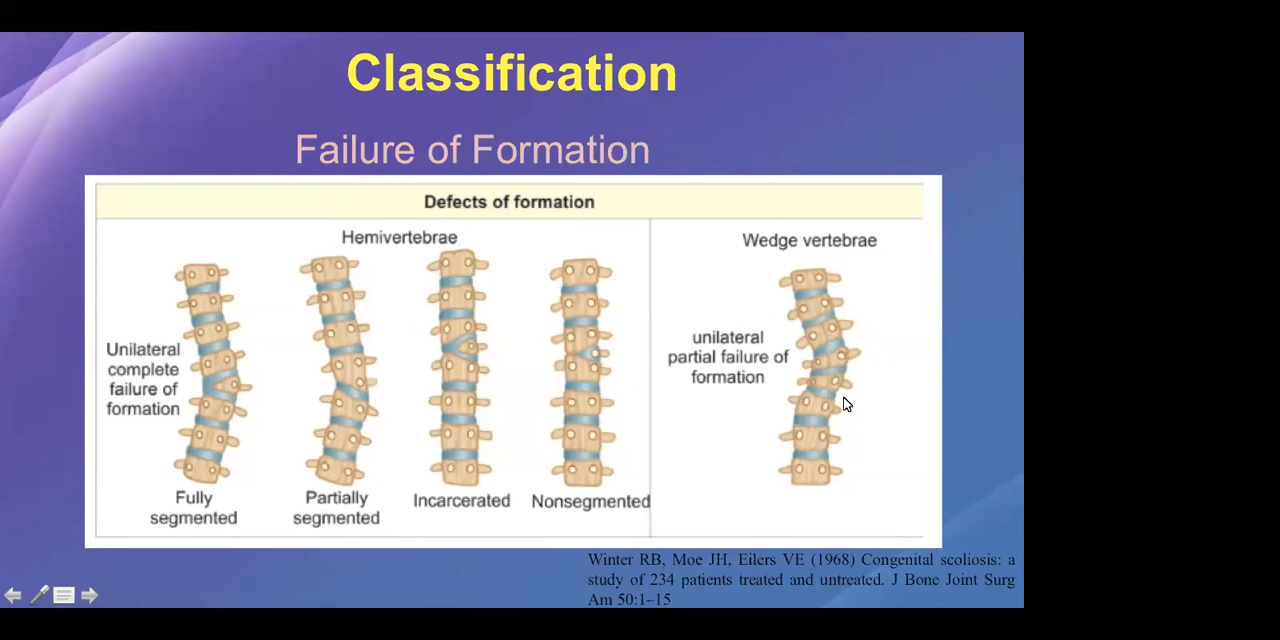 Classification
Failure of Formation
Defects of formation
Hemivertebrae
Wedge vertebrae
Unilateral
complete
failure of
formation
unilateral
partial failure of
formation
Fully
segmented
Partially
segmented
Incarcerated
Nonsegmented
Winter RB, Moe JH, Eilers VE (1968) Congenital scoliosis: a
study of 234 patients treated and untreated. J Bone Joint Surg
Am 50:1–15